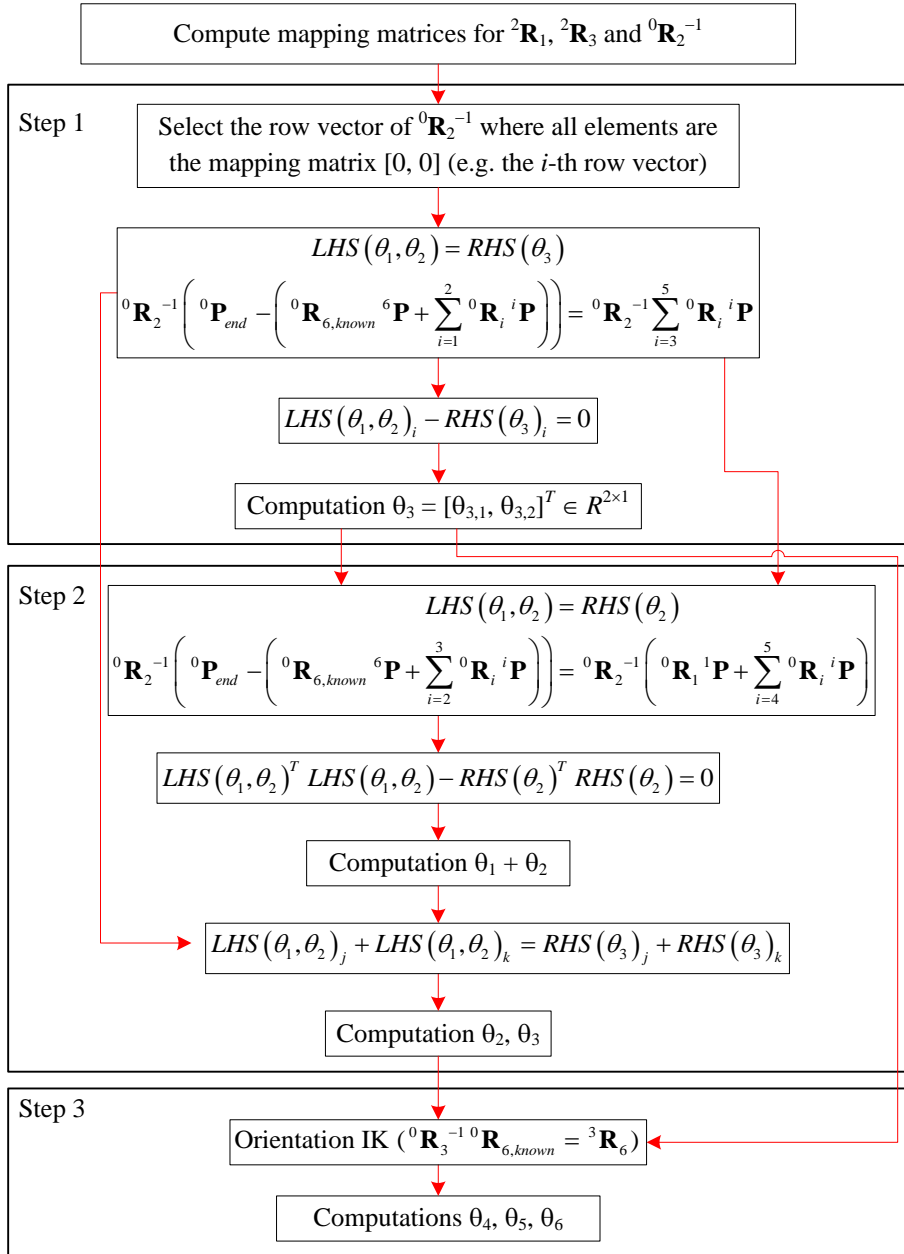 Compute mapping matrices for ²R₁, ²R₃ and ⁰R₂⁻¹
Step 1
Select the row vector of ⁰R₂⁻¹ where all elements are
the mapping matrix [0, 0] (e.g. the i-th row vector)
LHS(θ₁,θ₂) = RHS(θ₃)
⁰R₂⁻¹(⁰P_end − (⁰R_{6,known} ⁶P + ∑_{i=1}^{2} ⁰R_i ⁱP)) = ⁰R₂⁻¹ ∑_{i=3}^{5} ⁰R_i ⁱP
LHS(θ₁,θ₂)_i − RHS(θ₃)_i = 0
Computation θ₃ = [θ₃,₁, θ₃,₂]ᵀ ∈ R^{2×1}
Step 2
LHS(θ₁,θ₂) = RHS(θ₂)
⁰R₂⁻¹(⁰P_end − (⁰R_{6,known} ⁶P + ∑_{i=2}^{3} ⁰R_i ⁱP)) = ⁰R₂⁻¹(⁰R₁ ¹P + ∑_{i=4}^{5} ⁰R_i ⁱP)
LHS(θ₁,θ₂)ᵀ LHS(θ₁,θ₂) − RHS(θ₂)ᵀ RHS(θ₂) = 0
Computation θ₁ + θ₂
LHS(θ₁,θ₂)_j + LHS(θ₁,θ₂)_k = RHS(θ₃)_j + RHS(θ₃)_k
Computation θ₂, θ₃
Step 3
Orientation IK (⁰R₃⁻¹ ⁰R_{6,known} = ³R₆)
Computations θ₄, θ₅, θ₆